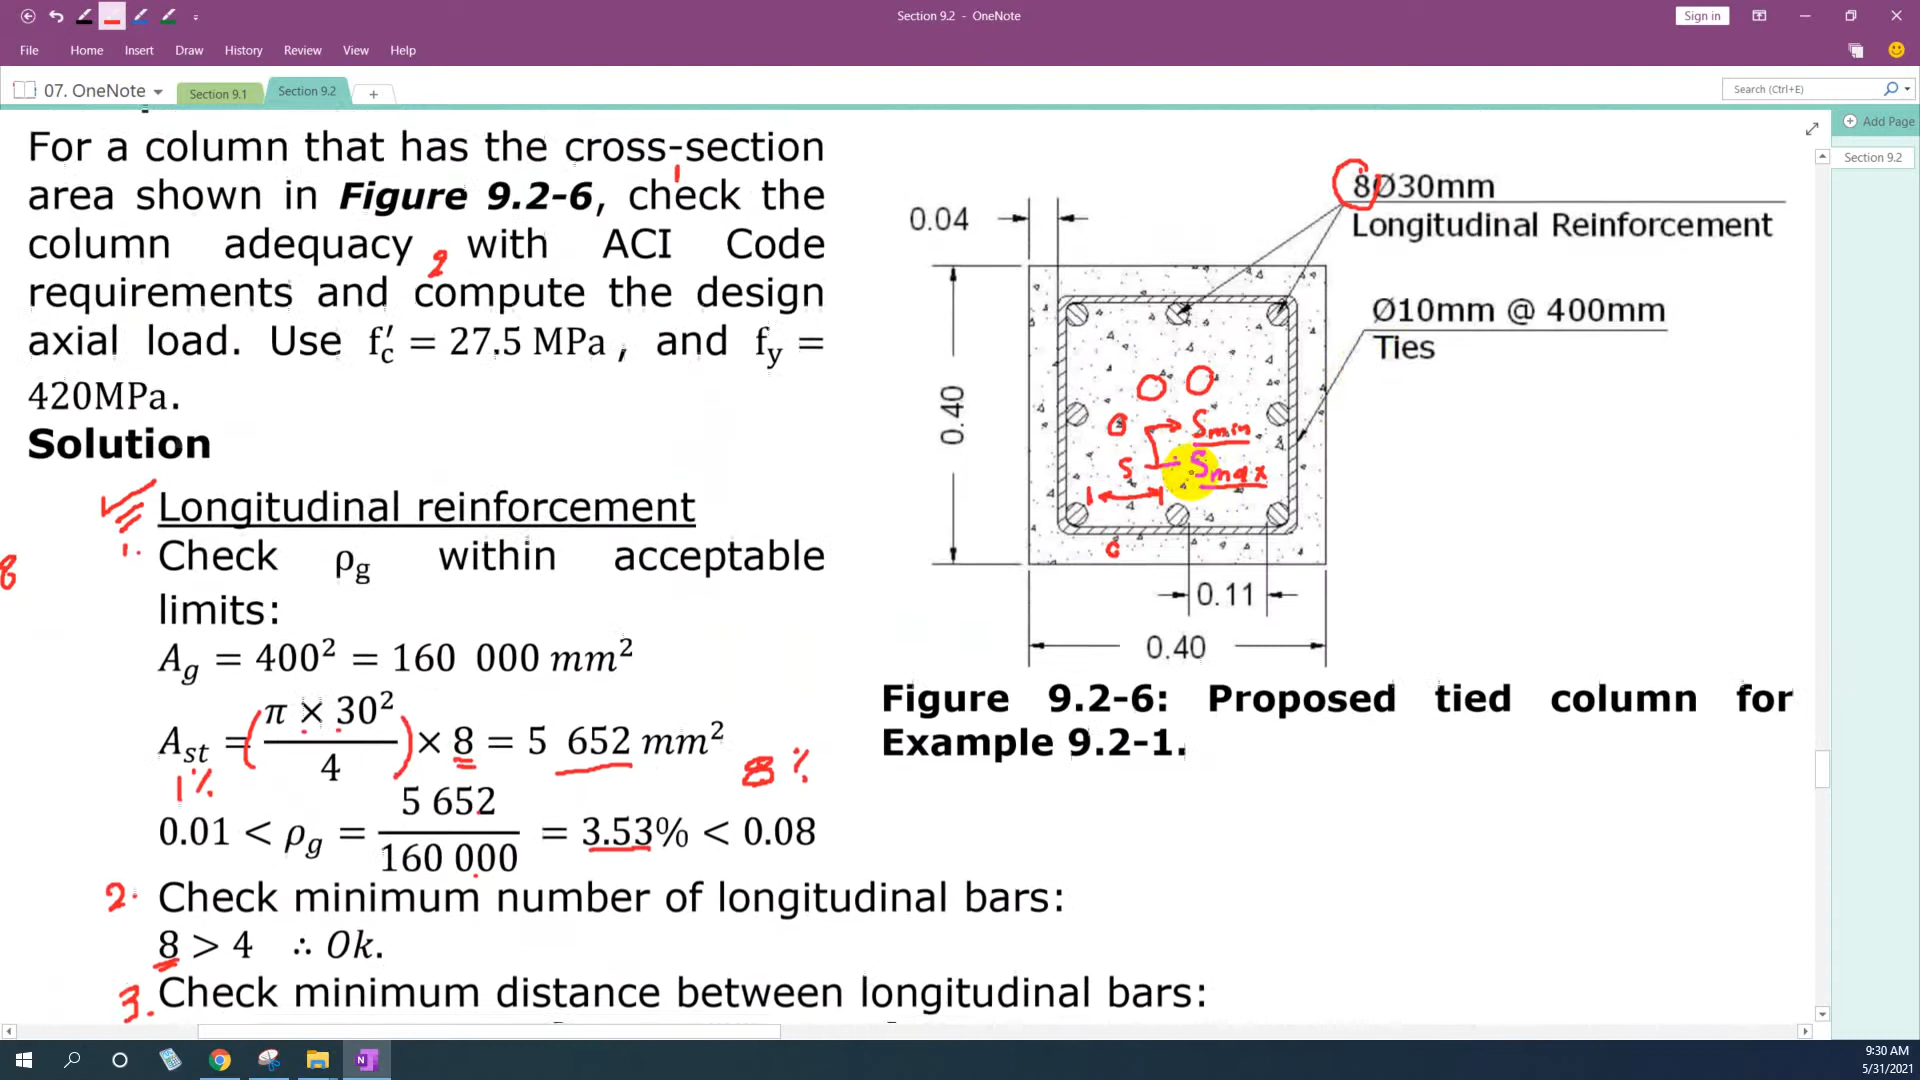 Section 9.2 - OneNote
Sign in
File Home Insert Draw History Review View Help
07. OneNote
Section 9.1
Section 9.2
+
Search (Ctrl+E)
Add Page
Section 9.2
For a column that has the cross-section
area shown in Figure 9.2-6, check the
1
column adequacy with ACI Code
2
requirements and compute the design
axial load. Use f′c = 27.5 MPa , and fy =
420MPa.
Solution
Longitudinal reinforcement
1. Check ρg within acceptable
8
limits:
Ag = 400² = 160 000 mm²
Ast = (π × 30² / 4) × 8 = 5 652 mm²
1% 8%
0.01 < ρg = 5 652 / 160 000 = 3.53% < 0.08
2. Check minimum number of longitudinal bars:
8 > 4 ∴ Ok.
3. Check minimum distance between longitudinal bars:
8Ø30mm
Longitudinal Reinforcement
0.04
Ø10mm @ 400mm
Ties
0.40
Smin
S
Smax
0.11
0.40
Figure 9.2-6: Proposed tied column for
Example 9.2-1.
9:30 AM
5/31/2021